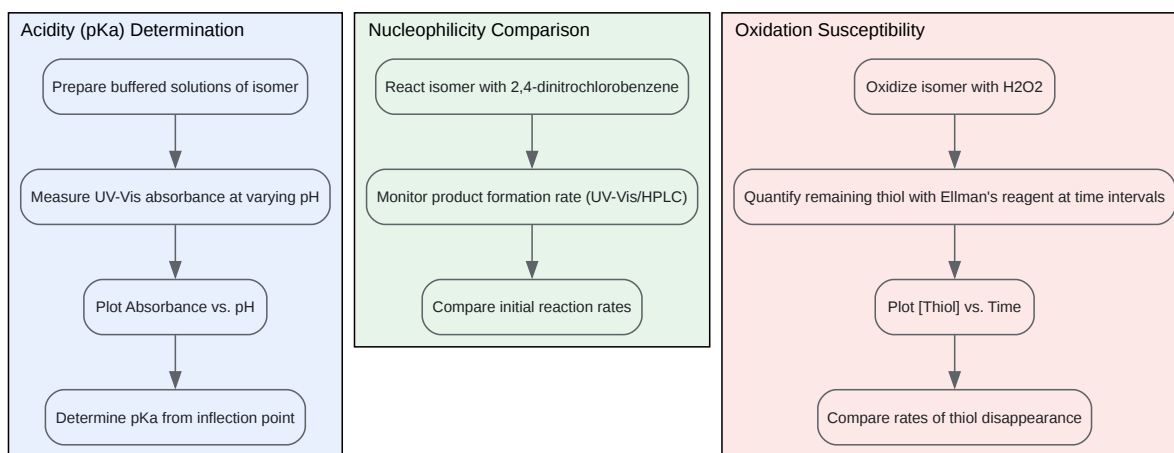 Acidity (pKa) Determination
Prepare buffered solutions of isomer
Measure UV-Vis absorbance at varying pH
Plot Absorbance vs. pH
Determine pKa from inflection point
Nucleophilicity Comparison
React isomer with 2,4-dinitrochlorobenzene
Monitor product formation rate (UV-Vis/HPLC)
Compare initial reaction rates
Oxidation Susceptibility
Oxidize isomer with H2O2
Quantify remaining thiol with Ellman's reagent at time intervals
Plot [Thiol] vs. Time
Compare rates of thiol disappearance